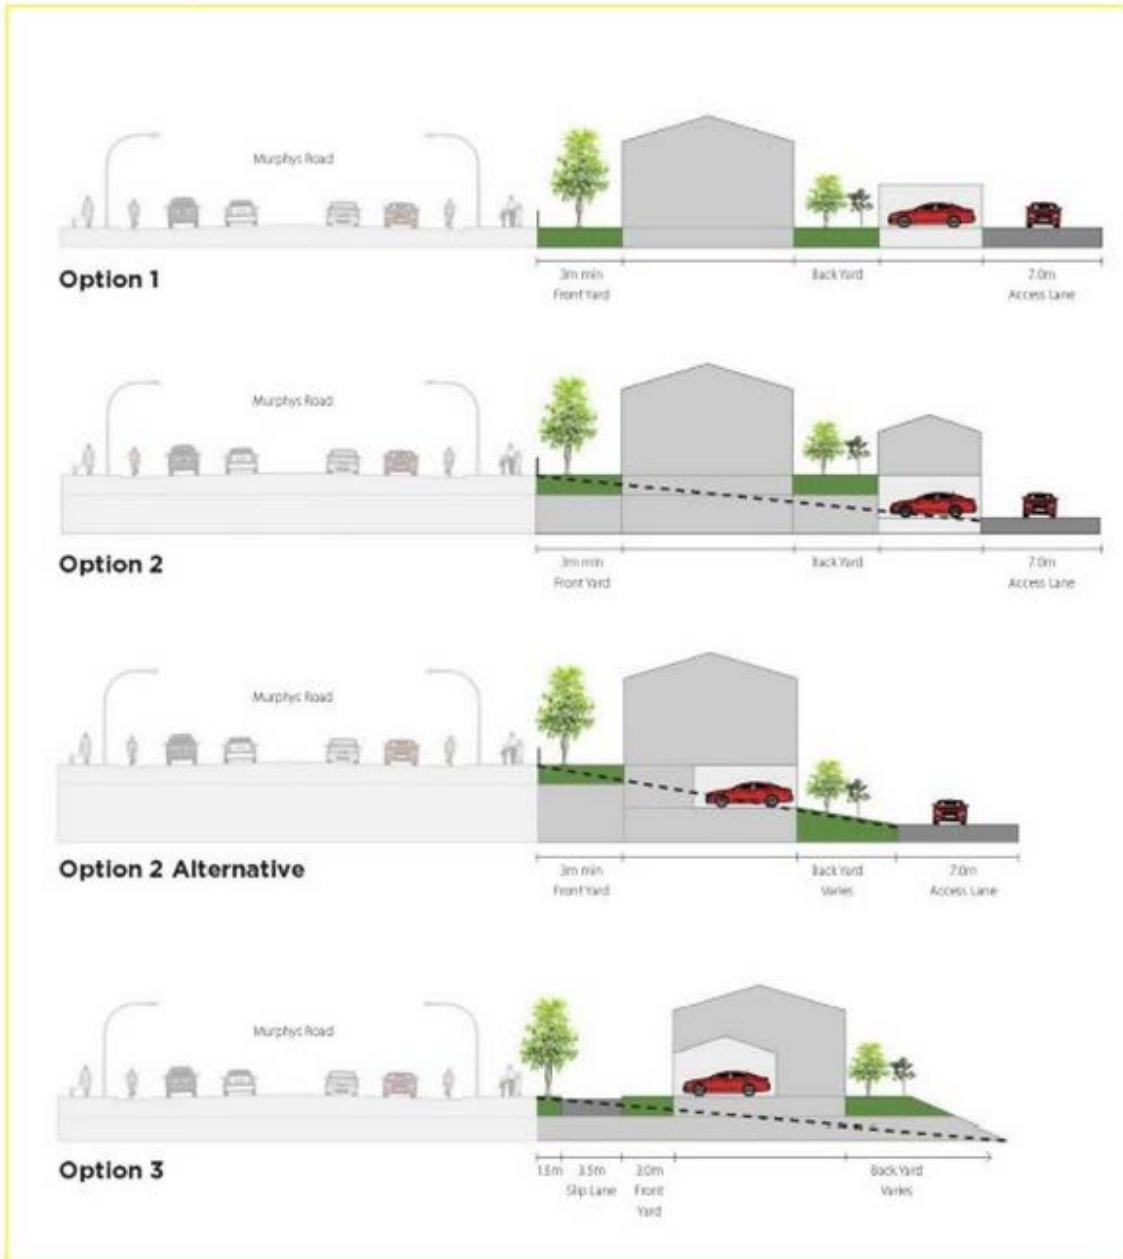 Murphys Road
Option 1
3m min
Front Yard
Back Yard
7.0m
Access Lane
Murphys Road
Option 2
3m min
Front Yard
Back Yard
7.0m
Access Lane
Murphys Road
Option 2 Alternative
3m min
Front Yard
Back Yard
Varies
7.0m
Access Lane
Murphys Road
Option 3
1.5m
3.5m
Slip Lane
3.0m
Front
Yard
Back Yard
Varies